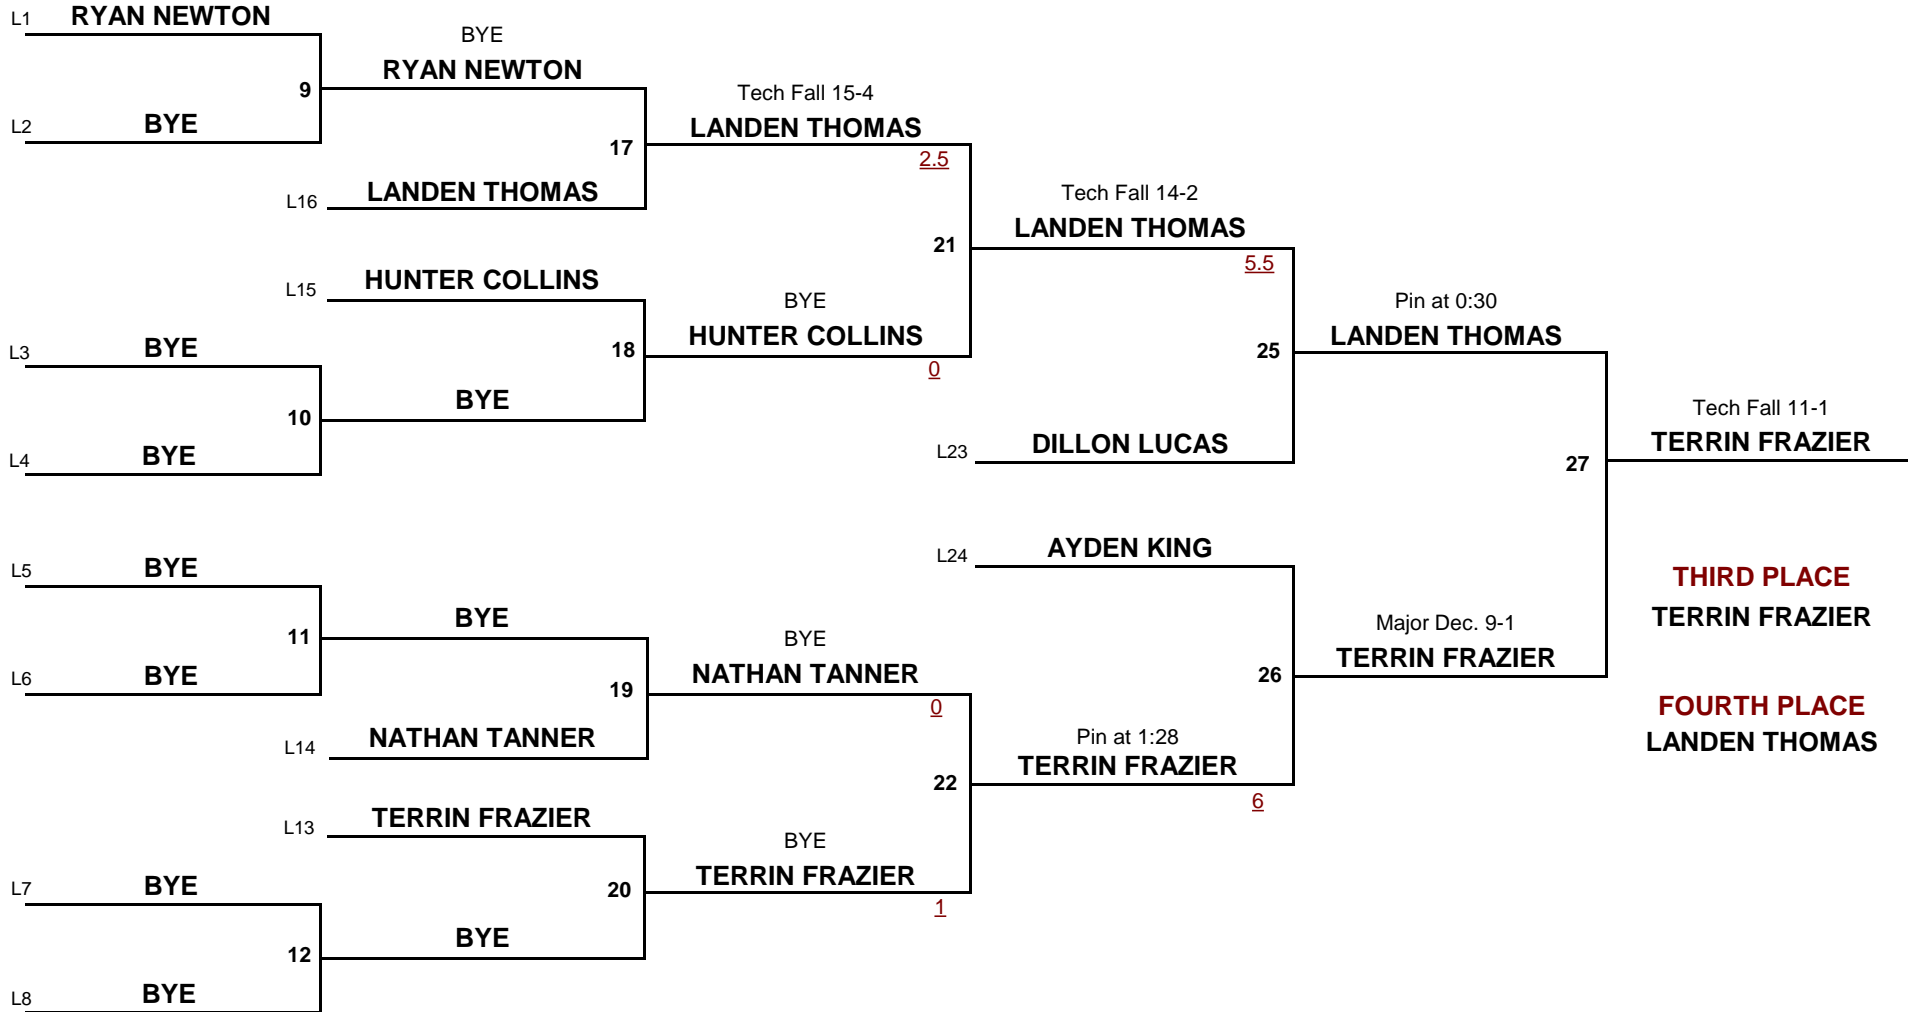 L1 RYAN NEWTON
BYE
RYAN NEWTON
9
L2 BYE
Tech Fall 15-4
LANDEN THOMAS
2.5
17
L16 LANDEN THOMAS
Tech Fall 14-2
LANDEN THOMAS
5.5
21
L15 HUNTER COLLINS
BYE
HUNTER COLLINS
0
18
L3 BYE
10
BYE
L4 BYE
Pin at 0:30
LANDEN THOMAS
25
L23 DILLON LUCAS
Tech Fall 11-1
TERRIN FRAZIER
27
L5 BYE
11
BYE
L6 BYE
L24 AYDEN KING
THIRD PLACE
TERRIN FRAZIER
BYE
NATHAN TANNER
0
19
L14 NATHAN TANNER
Major Dec. 9-1
TERRIN FRAZIER
26
FOURTH PLACE
LANDEN THOMAS
Pin at 1:28
TERRIN FRAZIER
6
22
L13 TERRIN FRAZIER
BYE
TERRIN FRAZIER
1
20
L7 BYE
12
BYE
L8 BYE